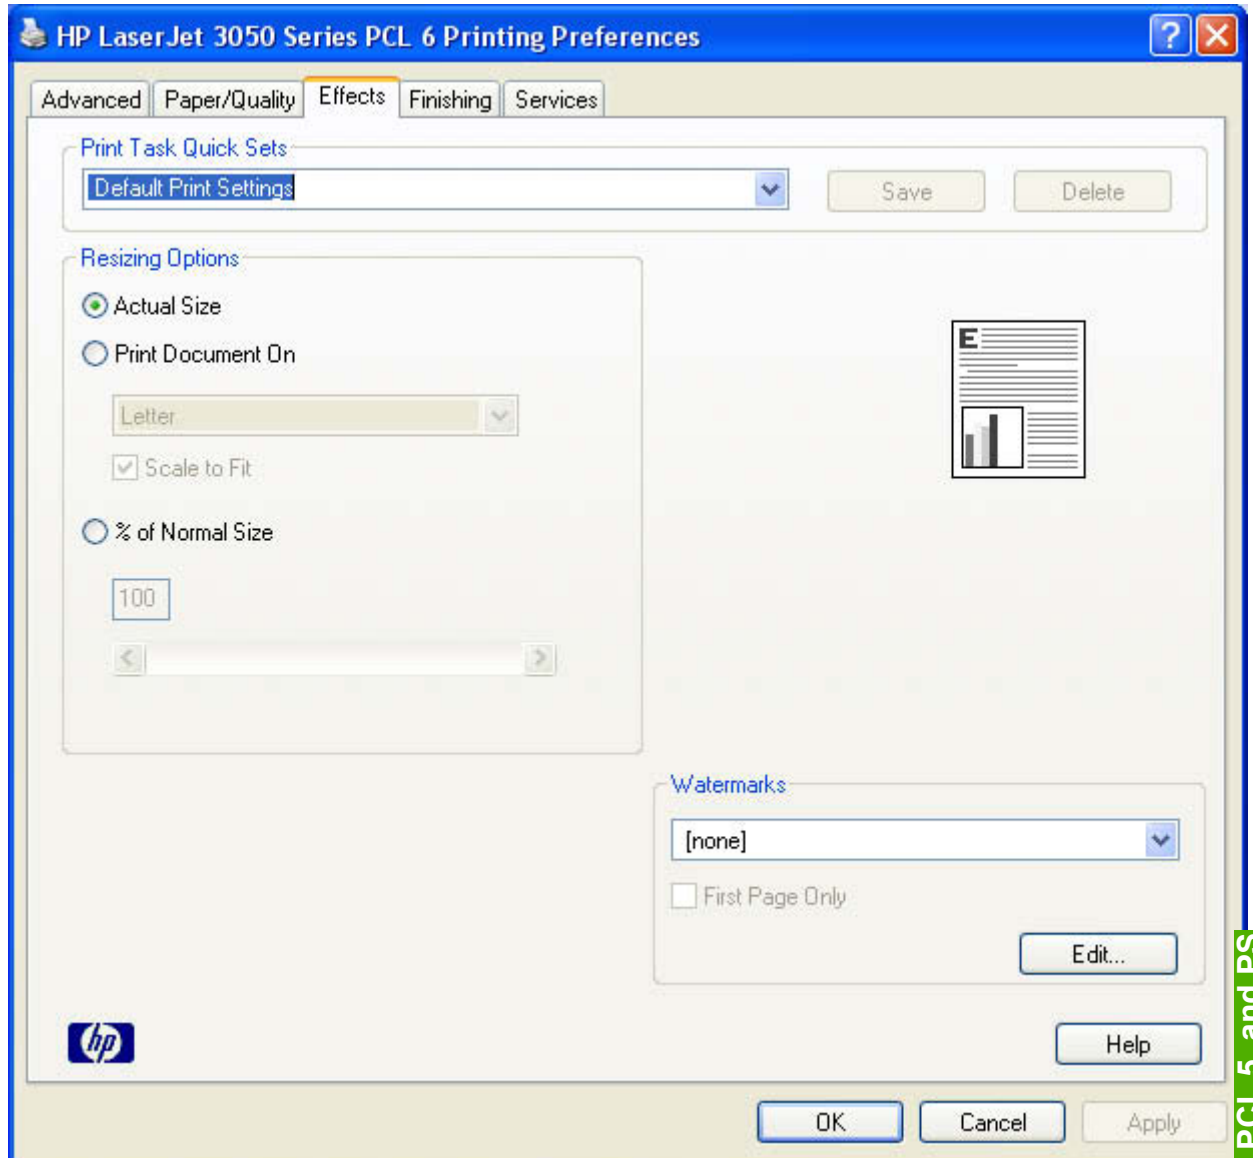 HP LaserJet 3050 Series PCL 6 Printing Preferences
?
Advanced
Paper/Quality
Effects
Finishing
Services
Print Task Quick Sets
Default Print Settings
Save
Delete
Resizing Options
Actual Size
Print Document On
Letter
Scale to Fit
% of Normal Size
100
E
Watermarks
[none]
First Page Only
Edit...
hp
Help
OK
Cancel
Apply
PCL 5, and PS